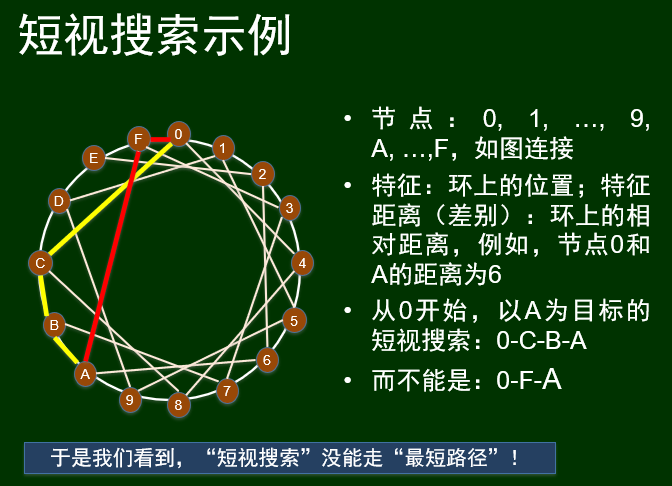 短视搜索示例
• 节点：0, 1, …, 9,
A, …,F，如图连接
• 特征：环上的位置；特征
距离（差别）：环上的相
对距离，例如，节点0和
A的距离为6
• 从0开始，以A为目标的
短视搜索：0-C-B-A
• 而不能是：0-F-A
0
1
2
3
4
5
6
7
8
9
A
B
C
D
E
F
于是我们看到，“短视搜索”没能走“最短路径”！